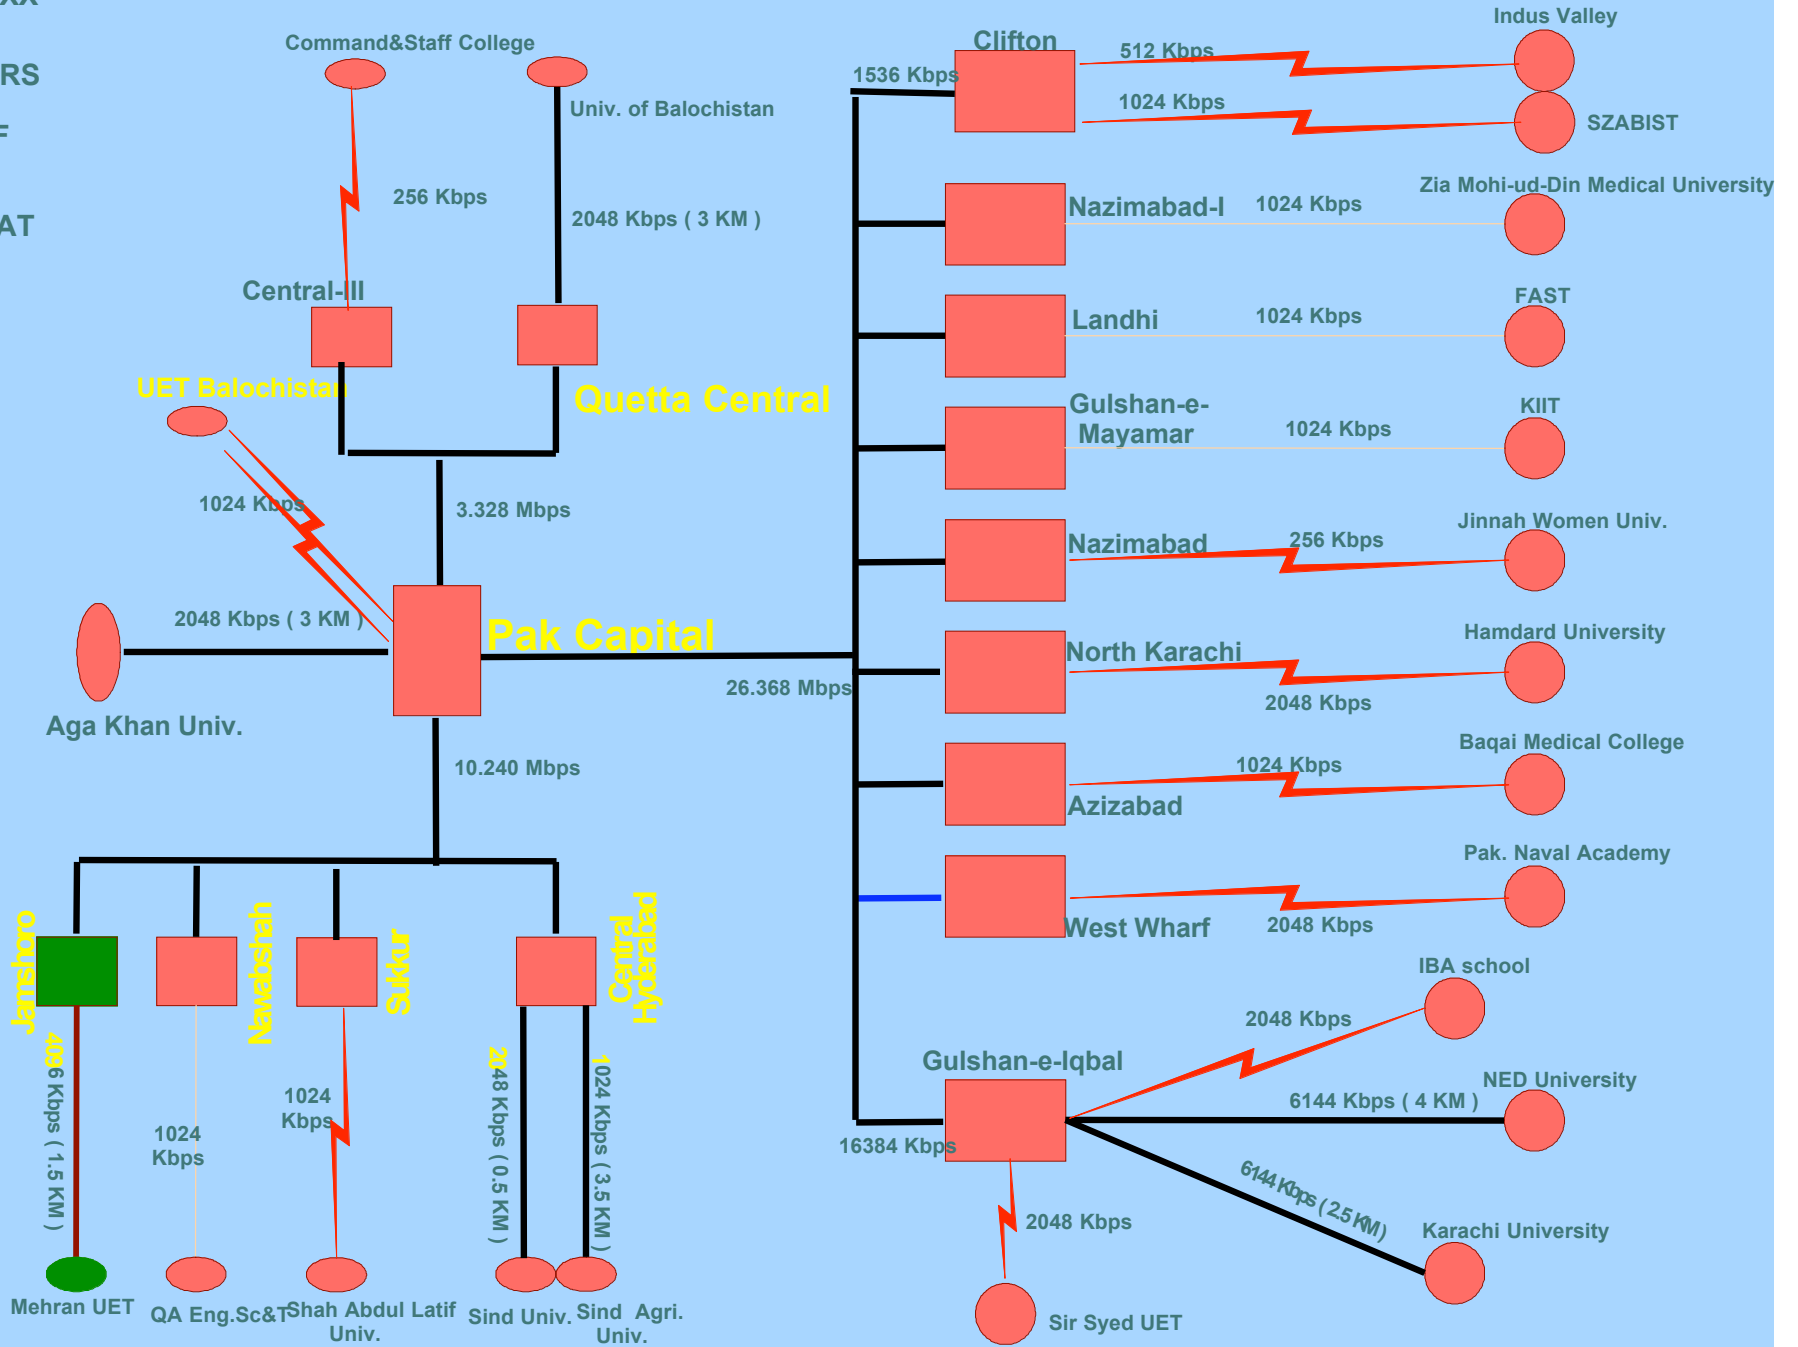 XX
RS
F
AT
Command&Staff College
Univ. of Balochistan
256 Kbps
2048 Kbps ( 3 KM )
Central-III
UET Balochistan
Quetta Central
1024 Kbps
3.328 Mbps
2048 Kbps ( 3 KM )
Pak Capital
Aga Khan Univ.
26.368 Mbps
10.240 Mbps
Jamshoro
Nawabshah
Sukkur
Central
Hyderabad
4096 Kbps ( 1.5 KM )
1024
Kbps
1024
Kbps
2048 Kbps ( 0.5 KM )
1024 Kbps ( 3.5 KM )
Mehran UET
QA Eng.Sc&T
Shah Abdul Latif
Univ.
Sind Univ.
Sind Agri.
Univ.
Clifton
1536 Kbps
512 Kbps
Indus Valley
1024 Kbps
SZABIST
Zia Mohi-ud-Din Medical University
Nazimabad-I
1024 Kbps
FAST
Landhi
1024 Kbps
Gulshan-e-
Mayamar
1024 Kbps
KIIT
Jinnah Women Univ.
Nazimabad
256 Kbps
Hamdard University
North Karachi
2048 Kbps
Baqai Medical College
1024 Kbps
Azizabad
Pak. Naval Academy
West Wharf
2048 Kbps
IBA school
2048 Kbps
Gulshan-e-Iqbal
NED University
6144 Kbps ( 4 KM )
16384 Kbps
6144 Kbps ( 2.5 KM )
2048 Kbps
Karachi University
Sir Syed UET